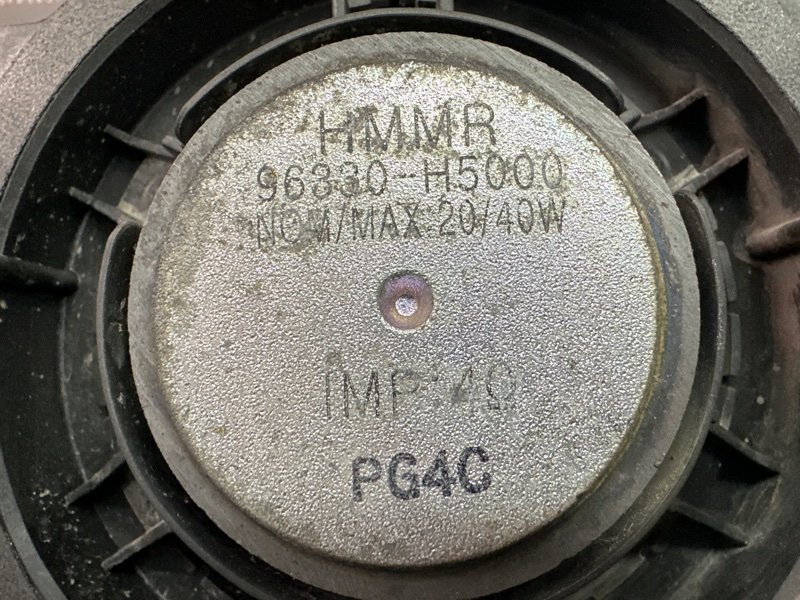 HMMR
96330-H5000
NOM/MAX:20/40W
IMP:4Ω
PG4C